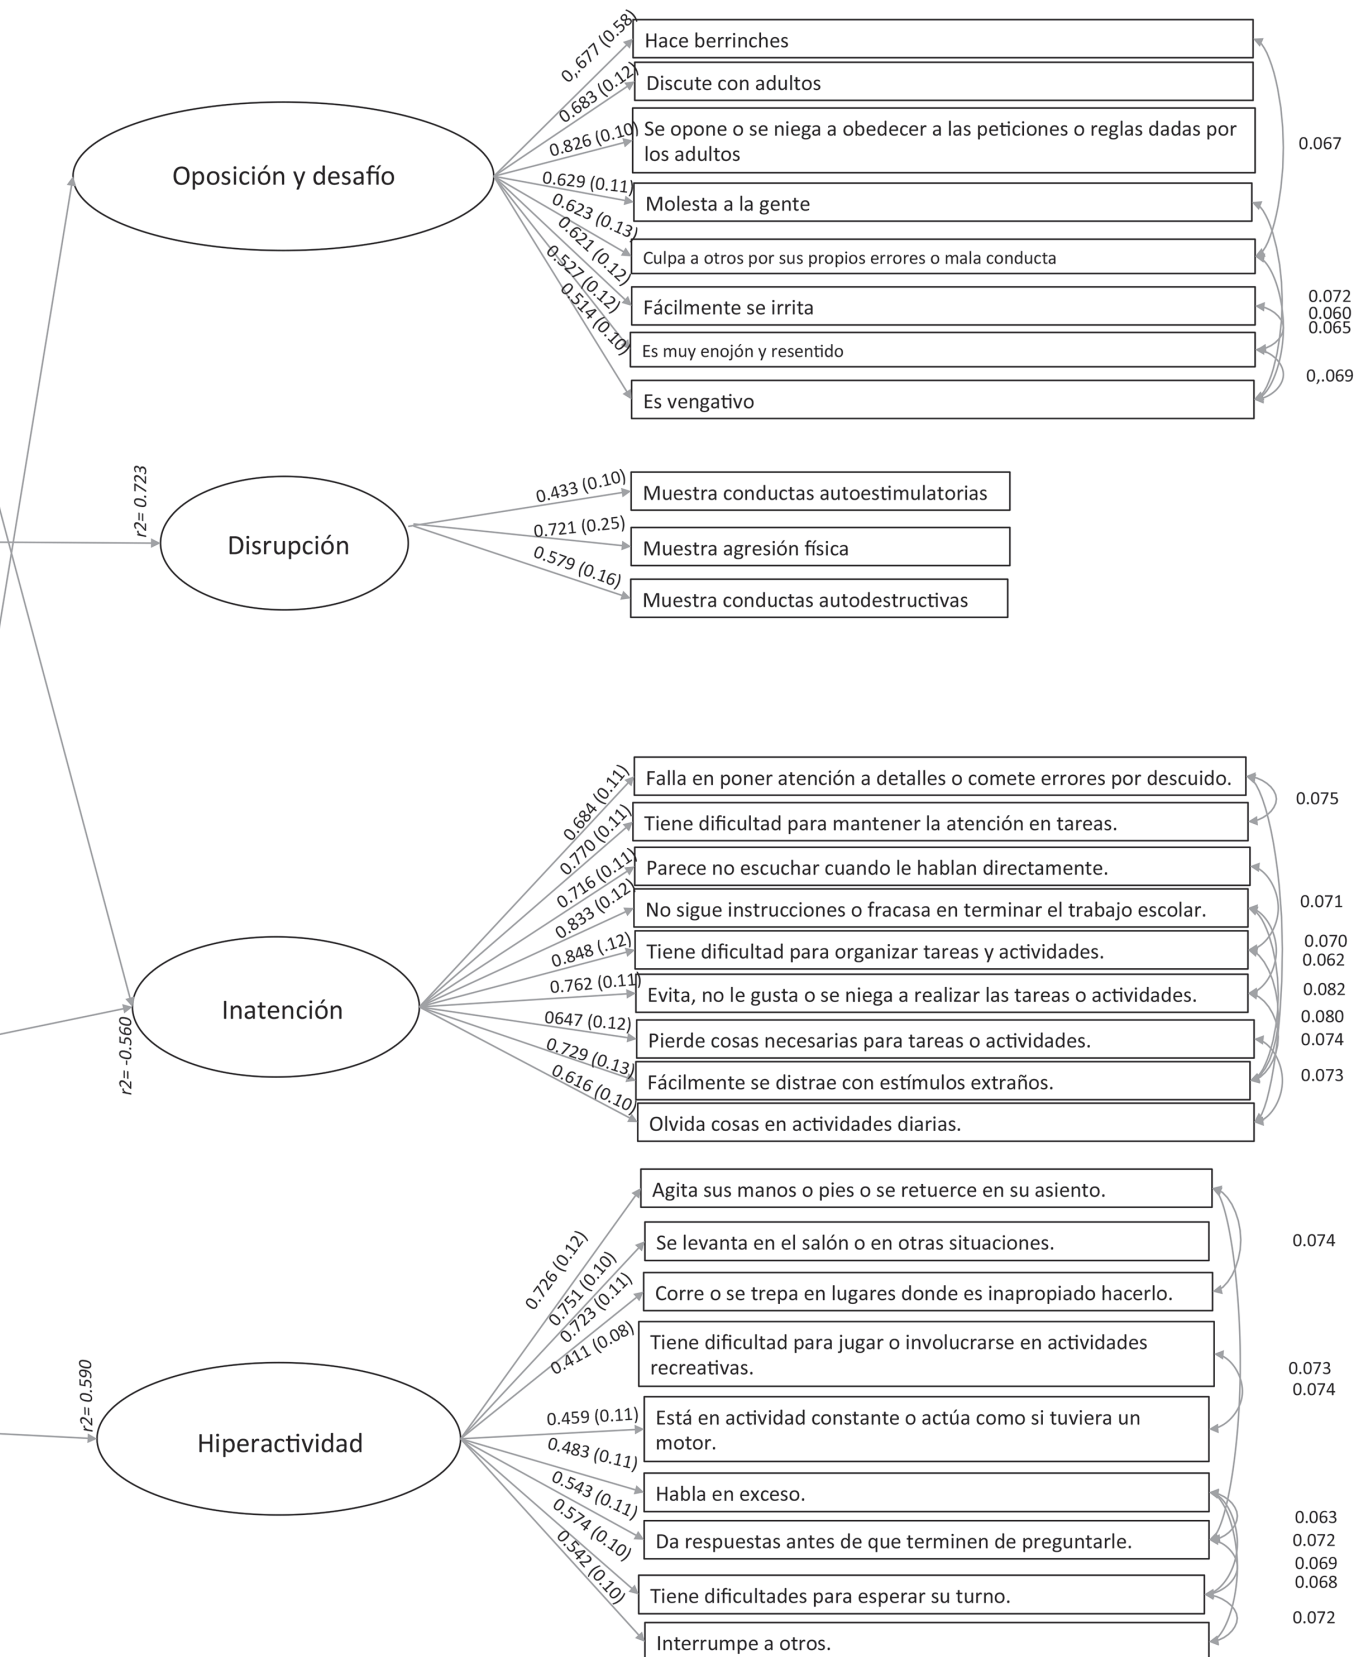 0,.677 (0.58)
Hace berrinches
0.683 (0.12)
Discute con adultos
0.826 (0.10)
Se opone o se niega a obedecer a las peticiones o reglas dadas por
los adultos
0.067
Oposición y desafío
0.629 (0.11)
Molesta a la gente
0.623 (0.13)
Culpa a otros por sus propios errores o mala conducta
0.621 (0.12)
Fácilmente se irrita
0.072
0.060
0.065
0.527 (0.12)
Es muy enojón y resentido
0,.069
0.514 (0.10)
Es vengativo
r2= 0.723
Disrupción
0.433 (0.10)
Muestra conductas autoestimulatorias
0.721 (0.25)
Muestra agresión física
0.579 (0.16)
Muestra conductas autodestructivas
0.684 (0.11)
Falla en poner atención a detalles o comete errores por descuido.
0.075
0.770 (0.11)
Tiene dificultad para mantener la atención en tareas.
0.716 (0.11)
Parece no escuchar cuando le hablan directamente.
0.833 (0.12)
No sigue instrucciones o fracasa en terminar el trabajo escolar.
0.071
0.848 (.12)
Tiene dificultad para organizar tareas y actividades.
0.070
0.062
0.762 (0.11)
Evita, no le gusta o se niega a realizar las tareas o actividades.
0.082
Inatención
r2= -0.560
0647 (0.12)
Pierde cosas necesarias para tareas o actividades.
0.080
0.074
0.729 (0.13)
Fácilmente se distrae con estímulos extraños.
0.073
0.616 (0.10)
Olvida cosas en actividades diarias.
0.726 (0.12)
Agita sus manos o pies o se retuerce en su asiento.
0.751 (0.10)
Se levanta en el salón o en otras situaciones.
0.074
0.723 (0.11)
Corre o se trepa en lugares donde es inapropiado hacerlo.
0.411 (0.08)
Tiene dificultad para jugar o involucrarse en actividades
recreativas.
0.073
0.074
r2= 0.590
Hiperactividad
0.459 (0.11)
Está en actividad constante o actúa como si tuviera un
motor.
0.483 (0.11)
Habla en exceso.
0.063
0.543 (0.11)
Da respuestas antes de que terminen de preguntarle.
0.072
0.069
0.574 (0.10)
Tiene dificultades para esperar su turno.
0.068
0.072
0.542 (0.10)
Interrumpe a otros.